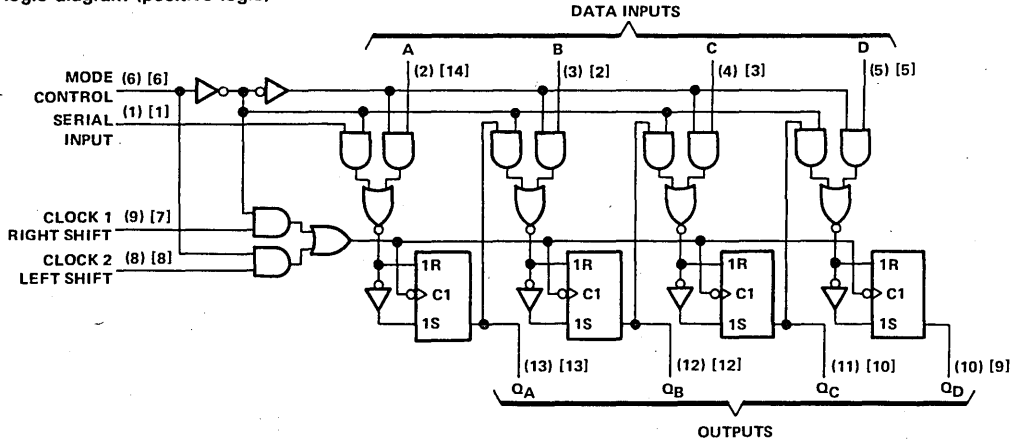 logic diagram (positive logic)
DATA INPUTS
A B C D
(2) [14] (3) [2] (4) [3] (5) [5]
MODE (6) [6]
CONTROL
(1) [1]
SERIAL
INPUT
CLOCK 1 (9) [7]
RIGHT SHIFT
CLOCK 2 (8) [8]
LEFT SHIFT
1R 1R 1R 1R
C1 C1 C1 C1
1S 1S 1S 1S
(13) [13] (12) [12] (11) [10] (10) [9]
QA QB QC QD
OUTPUTS